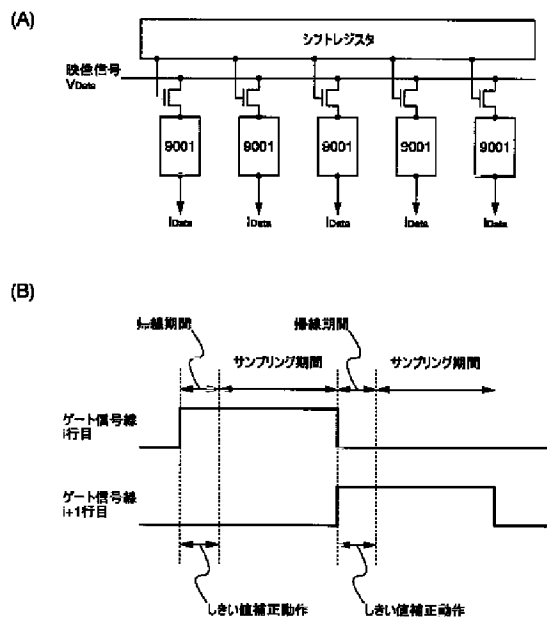 (A)
シフトレジスタ
映像信号
VData
9001 9001 9001 9001 9001
IData IData IData IData IData
(B)
帰線期間 帰線期間
サンプリング期間 サンプリング期間
ゲート信号線
i行目
ゲート信号線
i+1行目
しきい値補正動作 しきい値補正動作